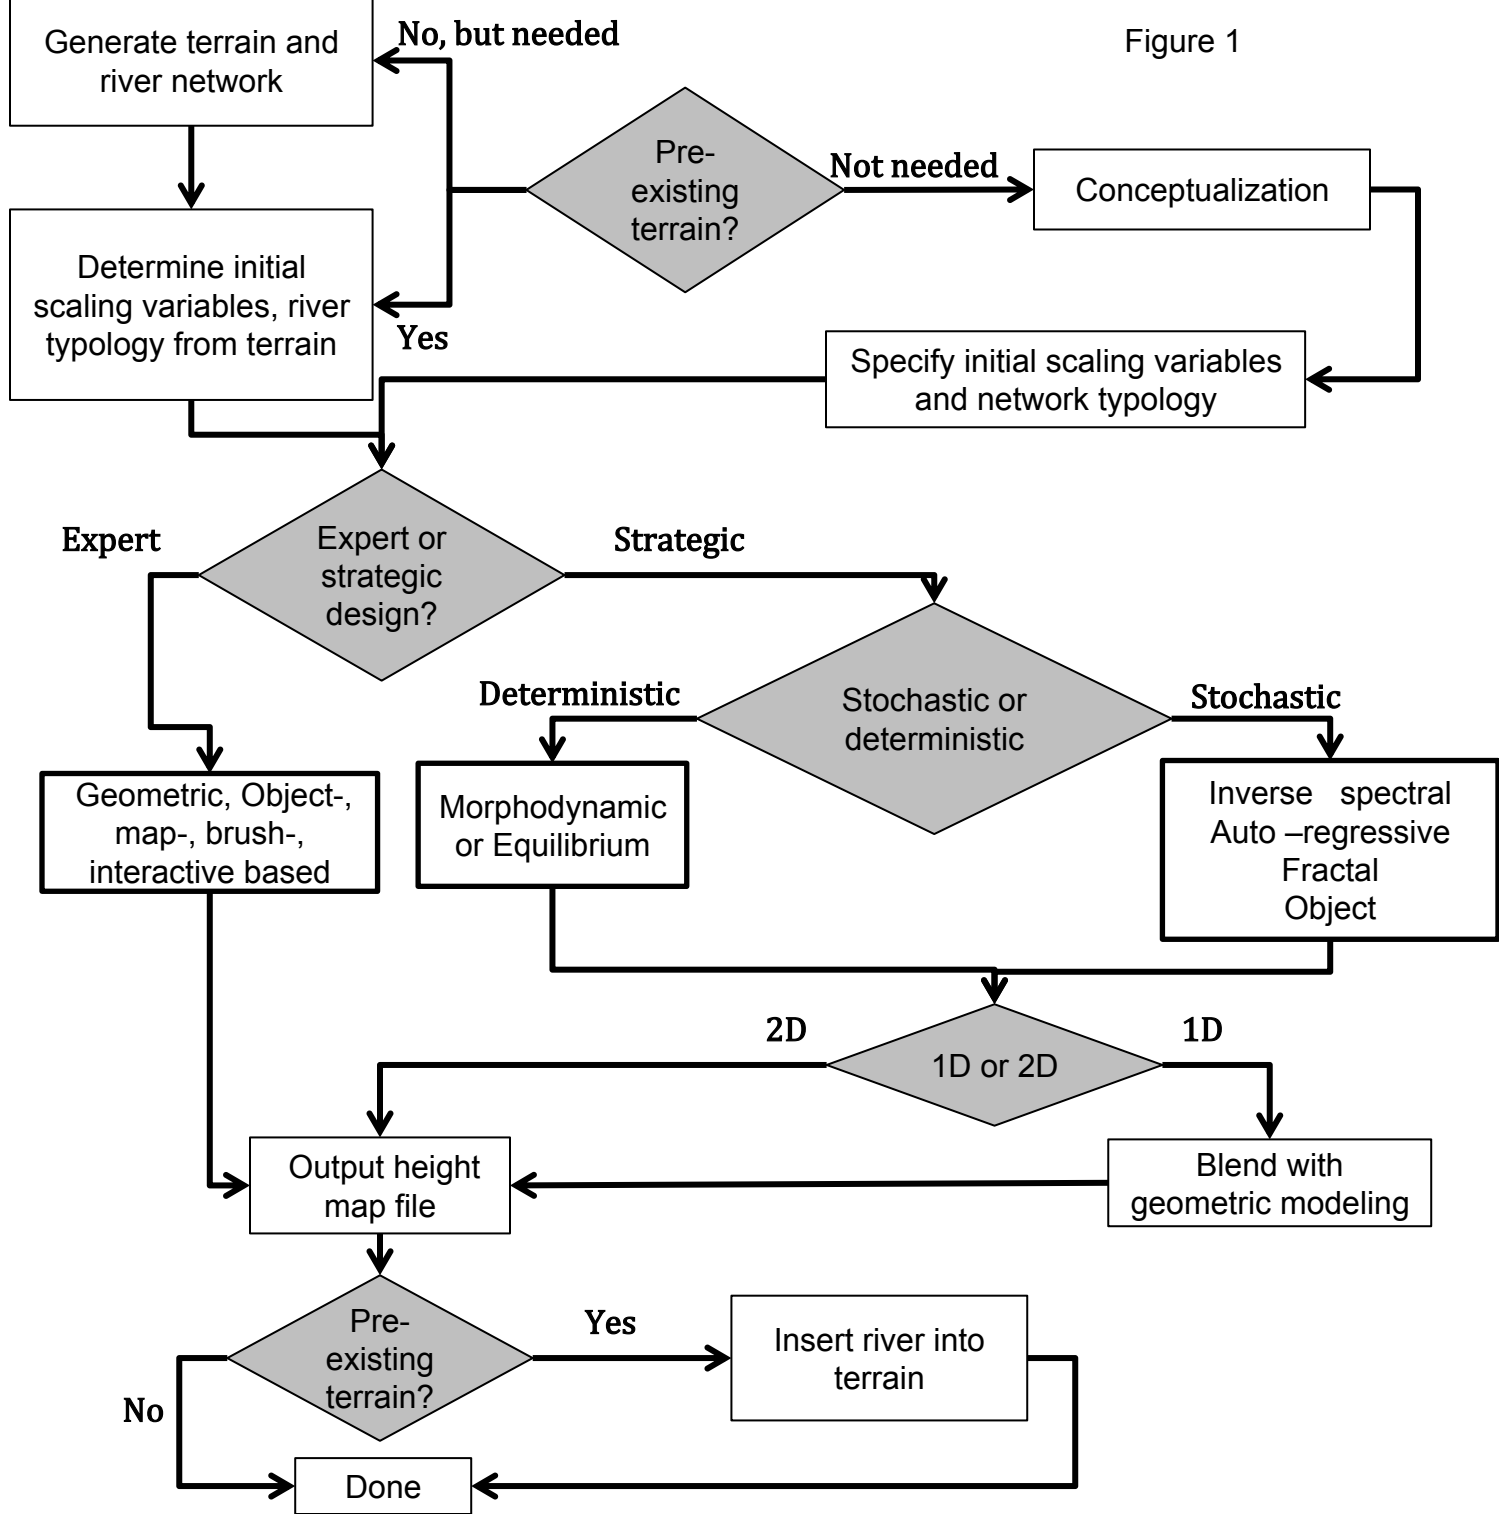 Figure 1
Generate terrain and
river network
No, but needed
Pre-
existing
terrain?
Not needed
Conceptualization
Determine initial
scaling variables, river
typology from terrain
Yes
Specify initial scaling variables
and network typology
Expert
Expert or
strategic
design?
Strategic
Deterministic
Stochastic or
deterministic
Stochastic
Geometric, Object-,
map-, brush-,
interactive based
Morphodynamic
or Equilibrium
Inverse spectral
Auto –regressive
Fractal
Object
2D
1D or 2D
1D
Output height
map file
Blend with
geometric modeling
Pre-
existing
terrain?
Yes
Insert river into
terrain
No
Done